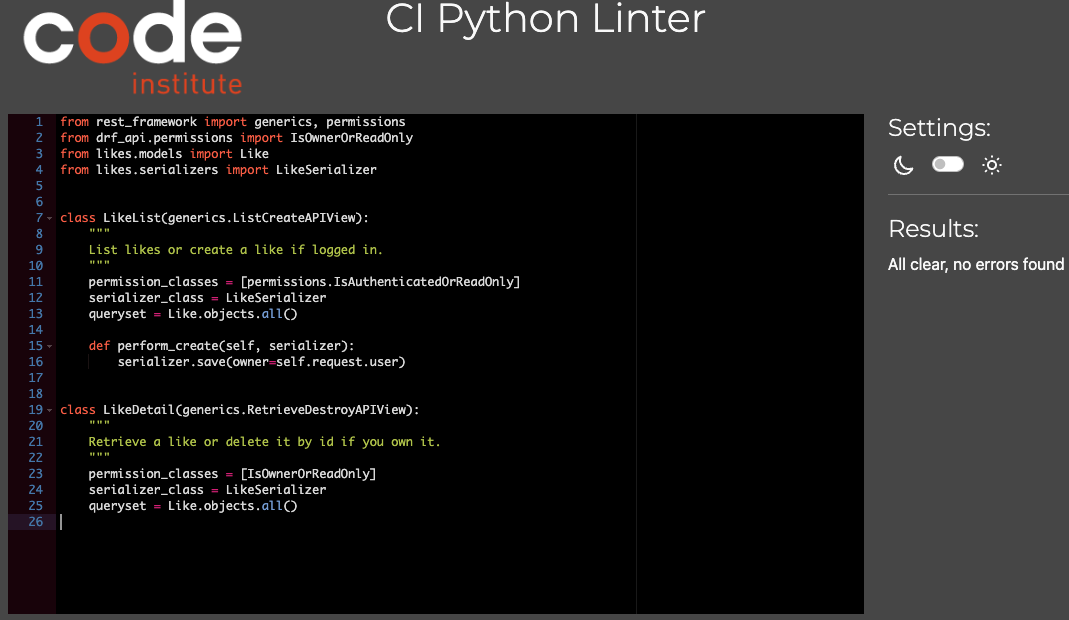 code
institute
CI Python Linter
1 from rest_framework import generics, permissions
2 from drf_api.permissions import IsOwnerOrReadOnly
3 from likes.models import Like
4 from likes.serializers import LikeSerializer
5
6
7 class LikeList(generics.ListCreateAPIView):
8     """
9     List likes or create a like if logged in.
10     """
11     permission_classes = [permissions.IsAuthenticatedOrReadOnly]
12     serializer_class = LikeSerializer
13     queryset = Like.objects.all()
14
15     def perform_create(self, serializer):
16         serializer.save(owner=self.request.user)
17
18
19 class LikeDetail(generics.RetrieveDestroyAPIView):
20     """
21     Retrieve a like or delete it by id if you own it.
22     """
23     permission_classes = [IsOwnerOrReadOnly]
24     serializer_class = LikeSerializer
25     queryset = Like.objects.all()
26
Settings:
Results:
All clear, no errors found